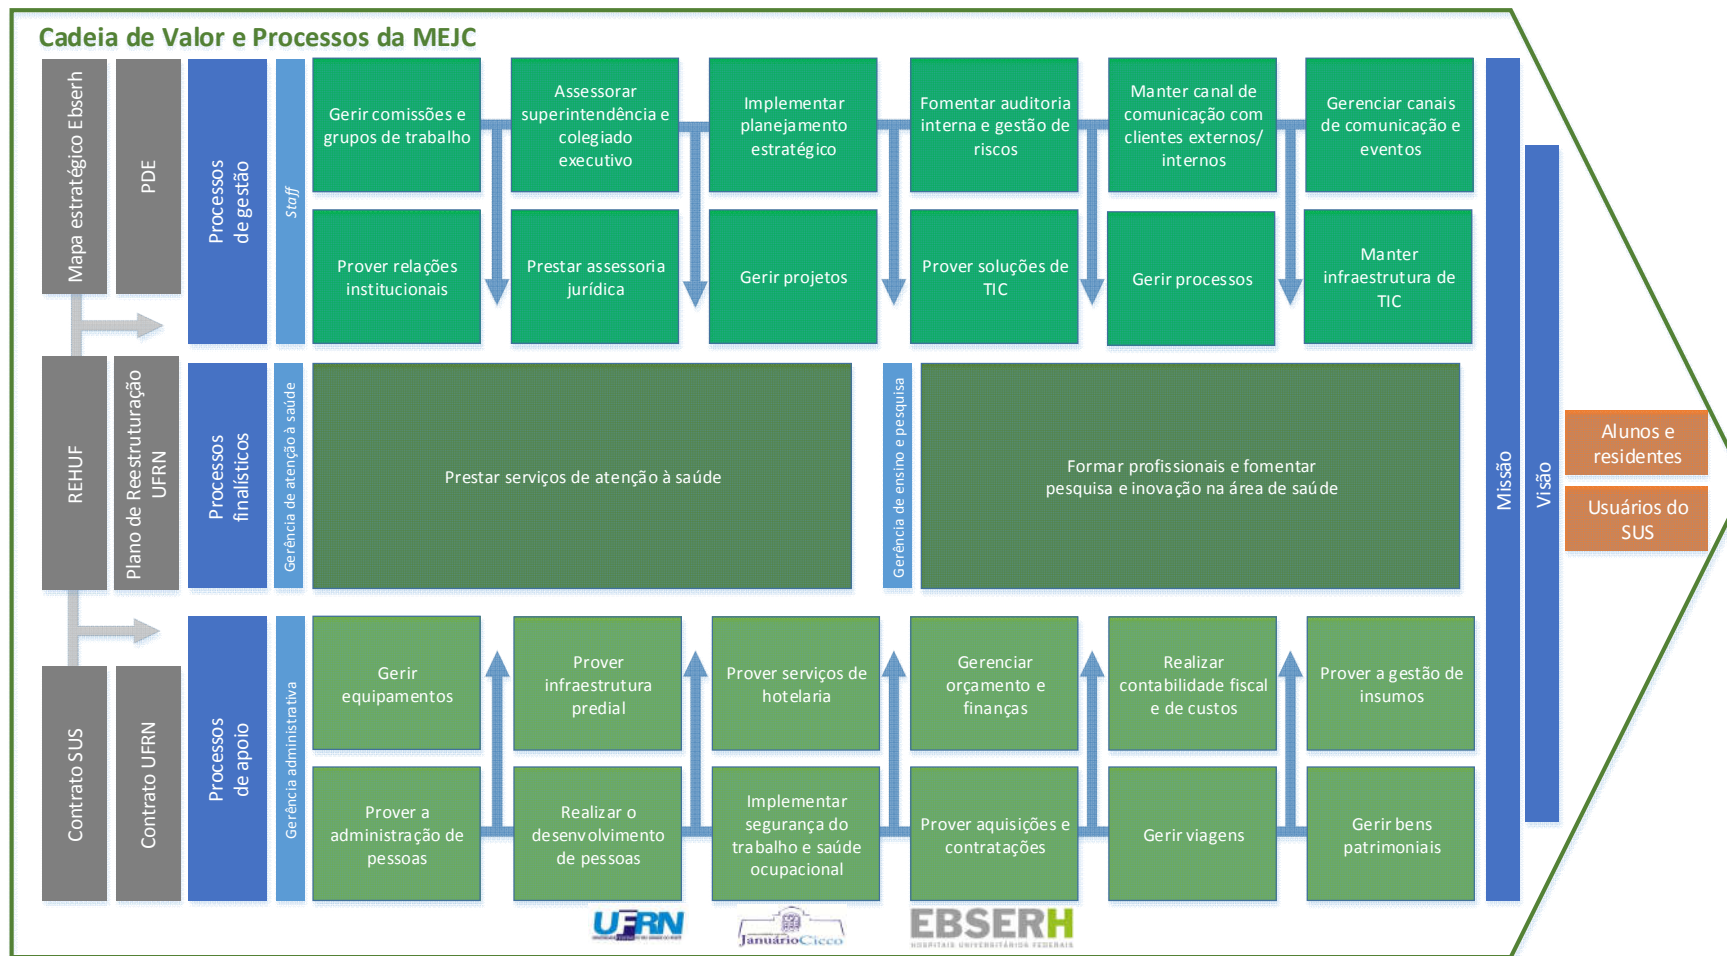 Cadeia de Valor e Processos da MEJC
Mapa estratégico Ebserh
PDE
Processos
de gestão
Staff
Gerir comissões e
grupos de trabalho
Assessorar
superintendência e
colegiado
executivo
Implementar
planejamento
estratégico
Fomentar auditoria
interna e gestão de
riscos
Manter canal de
comunicação com
clientes externos/
internos
Gerenciar canais
de comunicação e
eventos
Prover relações
institucionais
Prestar assessoria
jurídica
Gerir projetos
Prover soluções de
TIC
Gerir processos
Manter
infraestrutura de
TIC
REHUF
Plano de Reestruturação
UFRN
Processos
finalísticos
Gerência de atenção à saúde
Prestar serviços de atenção à saúde
Gerência de ensino e pesquisa
Formar profissionais e fomentar
pesquisa e inovação na área de saúde
Missão
Visão
Alunos e
residentes
Usuários do
SUS
Contrato SUS
Contrato UFRN
Processos
de apoio
Gerência administrativa
Gerir
equipamentos
Prover
infraestrutura
predial
Prover serviços de
hotelaria
Gerenciar
orçamento e
finanças
Realizar
contabilidade fiscal
e de custos
Prover a gestão de
insumos
Prover a
administração de
pessoas
Realizar o
desenvolvimento
de pessoas
Implementar
segurança do
trabalho e saúde
ocupacional
Prover aquisições e
contratações
Gerir viagens
Gerir bens
patrimoniais
UFRN
JanuárioCicco
EBSERH
HOSPITAIS UNIVERSITÁRIOS FEDERAIS